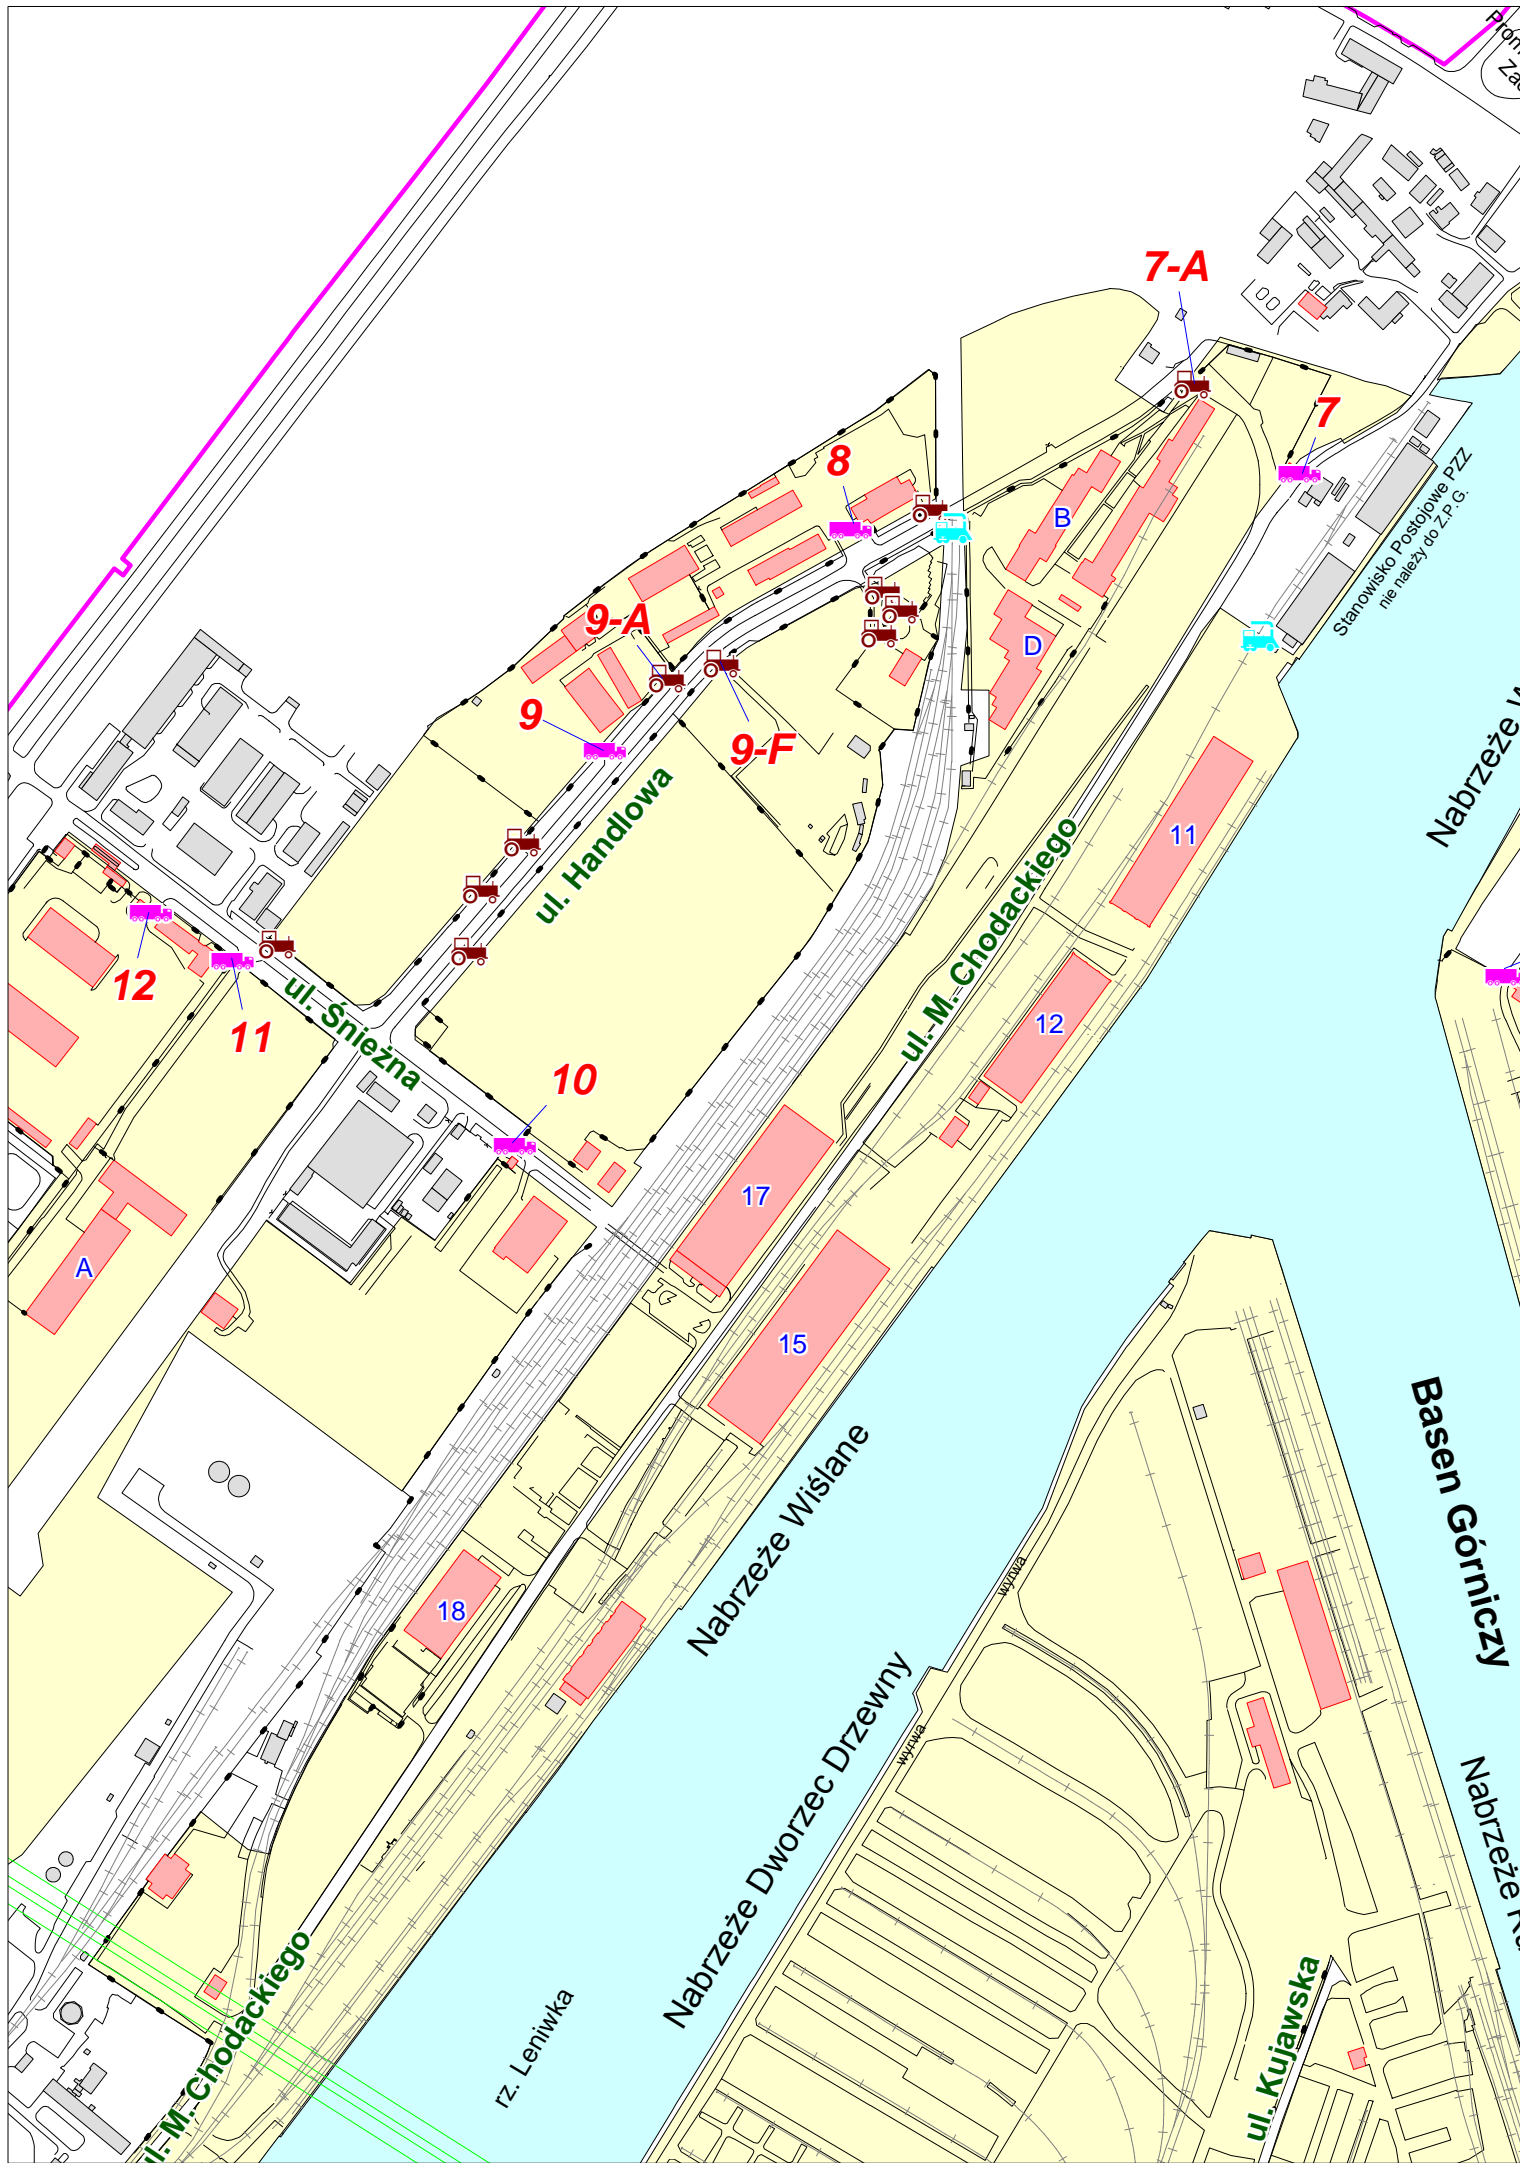 7-A
7
8
Stanowisko Postojowe PZZ
nie należy do Z.P.G.
B
9-A
D
9
9-F
ul. Handlowa
11
ul. M. Chodackiego
12
12
11
ul. Śnieżna
10
17
A
15
Nabrzeże Wiślane
Basen Górniczy
wyrwa
18
Nabrzeże Dworzec Drzewny
wyrwa
Nabrzeże
Nabrzeże
rz. Leniwka
ul. M. Chodackiego
ul. Kujawska